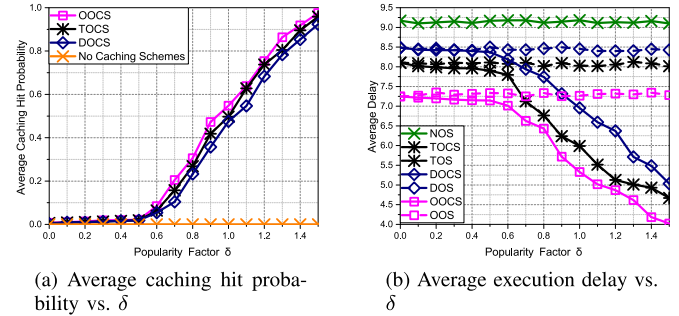 OOCS
TOCS
DOCS
No Caching Schemes
Average Caching Hit Probability
1.0
0.8
0.6
0.4
0.2
0.0
0.0 0.2 0.4 0.6 0.8 1.0 1.2 1.4
Popularity Factor δ
(a) Average caching hit proba-
bility vs. δ
Average Delay
9.5
9.0
8.5
8.0
7.5
7.0
6.5
6.0
5.5
5.0
4.5
4.0
NOS
TOCS
TOS
DOCS
DOS
OOCS
OOS
0.0 0.2 0.4 0.6 0.8 1.0 1.2 1.4
Popularity Factor δ
(b) Average execution delay vs.
δ